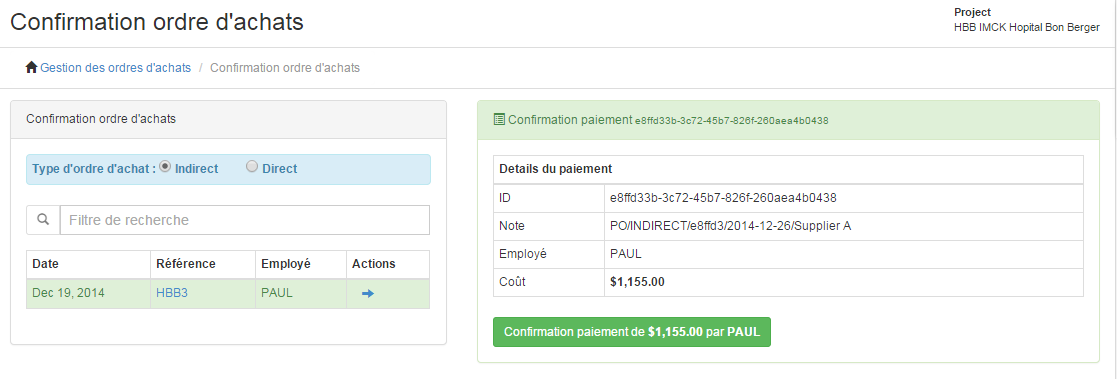 Confirmation ordre d'achats
Project
HBB IMCK Hopital Bon Berger
Gestion des ordres d'achats / Confirmation ordre d'achats
Confirmation ordre d'achats
Type d'ordre d'achat : Indirect Direct
Filtre de recherche
Date Référence Employé Actions
Dec 19, 2014 HBB3 PAUL
Confirmation paiement e8ffd33b-3c72-45b7-826f-260aea4b0438
Details du paiement
ID e8ffd33b-3c72-45b7-826f-260aea4b0438
Note PO/INDIRECT/e8ffd3/2014-12-26/Supplier A
Employé PAUL
Coût $1,155.00
Confirmation paiement de $1,155.00 par PAUL